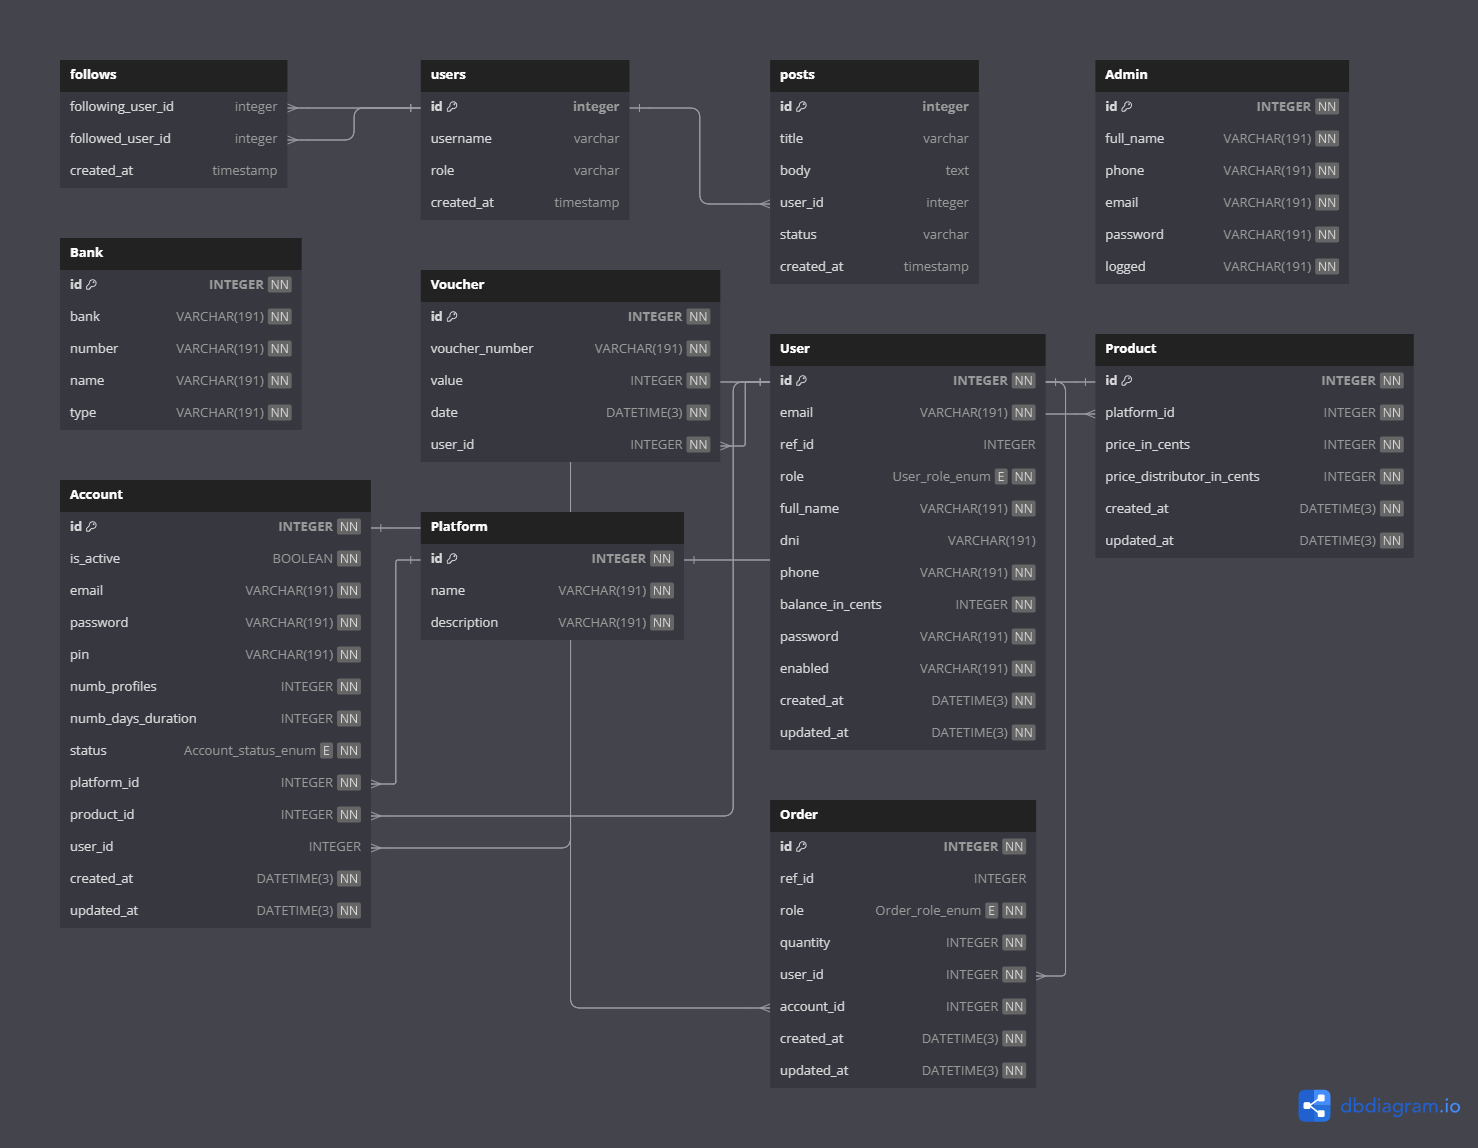 follows
following_user_id integer
followed_user_id integer
created_at timestamp
users
id integer
username varchar
role varchar
created_at timestamp
posts
id integer
title varchar
body text
user_id integer
status varchar
created_at timestamp
Admin
id INTEGER NN
full_name VARCHAR(191) NN
phone VARCHAR(191) NN
email VARCHAR(191) NN
password VARCHAR(191) NN
logged VARCHAR(191) NN
Bank
id INTEGER NN
bank VARCHAR(191) NN
number VARCHAR(191) NN
name VARCHAR(191) NN
type VARCHAR(191) NN
Voucher
id INTEGER NN
voucher_number VARCHAR(191) NN
value INTEGER NN
date DATETIME(3) NN
user_id INTEGER NN
User
id INTEGER NN
email VARCHAR(191) NN
ref_id INTEGER
role User_role_enum E NN
full_name VARCHAR(191) NN
dni VARCHAR(191)
phone VARCHAR(191) NN
balance_in_cents INTEGER NN
password VARCHAR(191) NN
enabled VARCHAR(191) NN
created_at DATETIME(3) NN
updated_at DATETIME(3) NN
Product
id INTEGER NN
platform_id INTEGER NN
price_in_cents INTEGER NN
price_distributor_in_cents INTEGER NN
created_at DATETIME(3) NN
updated_at DATETIME(3) NN
Account
id INTEGER NN
is_active BOOLEAN NN
email VARCHAR(191) NN
password VARCHAR(191) NN
pin VARCHAR(191) NN
numb_profiles INTEGER NN
numb_days_duration INTEGER NN
status Account_status_enum E NN
platform_id INTEGER NN
product_id INTEGER NN
user_id INTEGER
created_at DATETIME(3) NN
updated_at DATETIME(3) NN
Platform
id INTEGER NN
name VARCHAR(191) NN
description VARCHAR(191) NN
Order
id INTEGER NN
ref_id INTEGER
role Order_role_enum E NN
quantity INTEGER NN
user_id INTEGER NN
account_id INTEGER NN
created_at DATETIME(3) NN
updated_at DATETIME(3) NN
dbdiagram.io